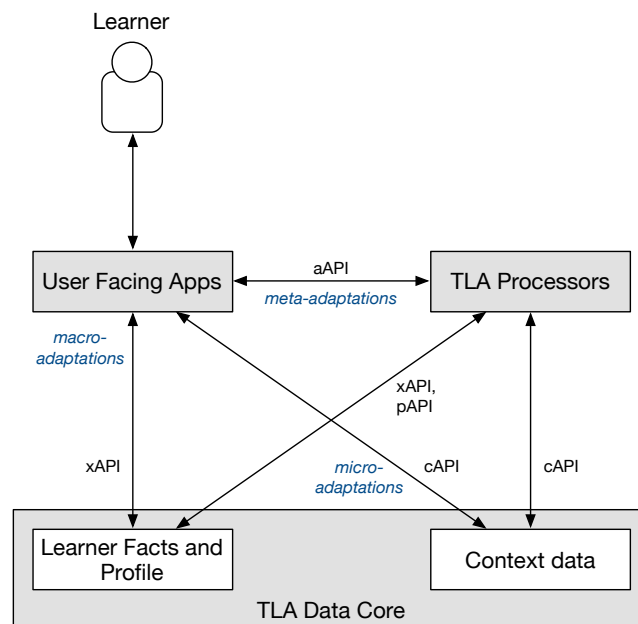 Learner
User Facing Apps
aAPI
meta-adaptations
TLA Processors
macro-
adaptations
xAPI,
pAPI
xAPI
micro-
adaptations
cAPI
cAPI
Learner Facts and
Profile
Context data
TLA Data Core